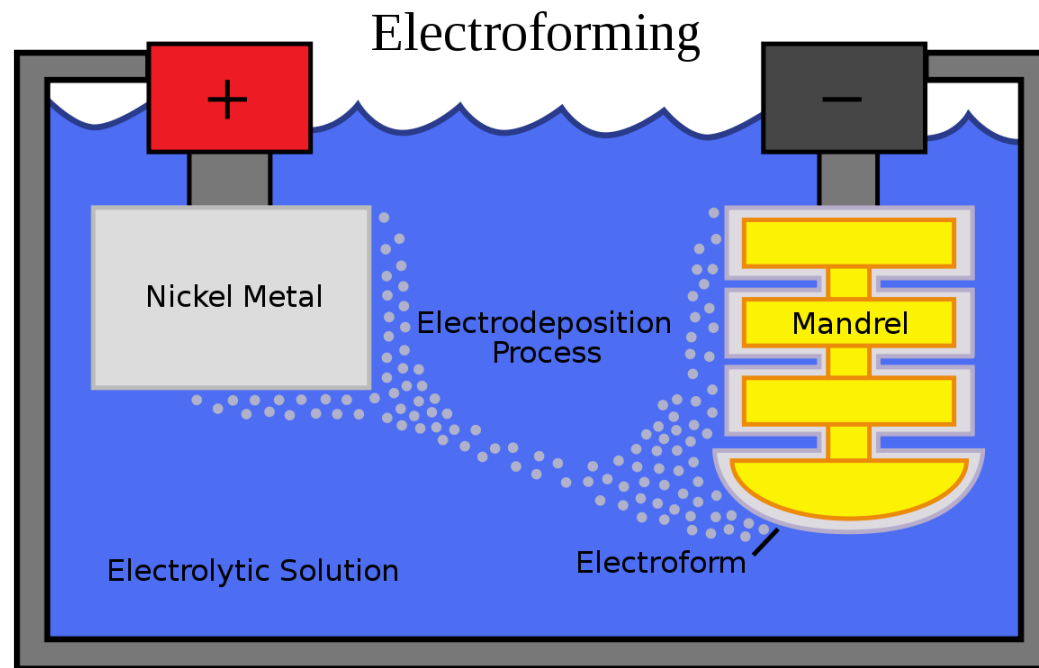 Electroforming
+
−
Nickel Metal
Electrodeposition
Process
Mandrel
Electroform
Electrolytic Solution